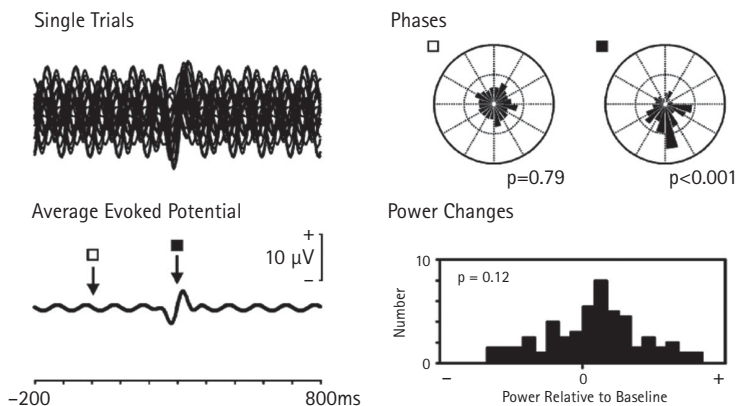 Single Trials
Phases
p=0.79
p<0.001
Average Evoked Potential
+
10 μV
−
Power Changes
10
p = 0.12
Number
0
− 0 +
Power Relative to Baseline
−200 800ms